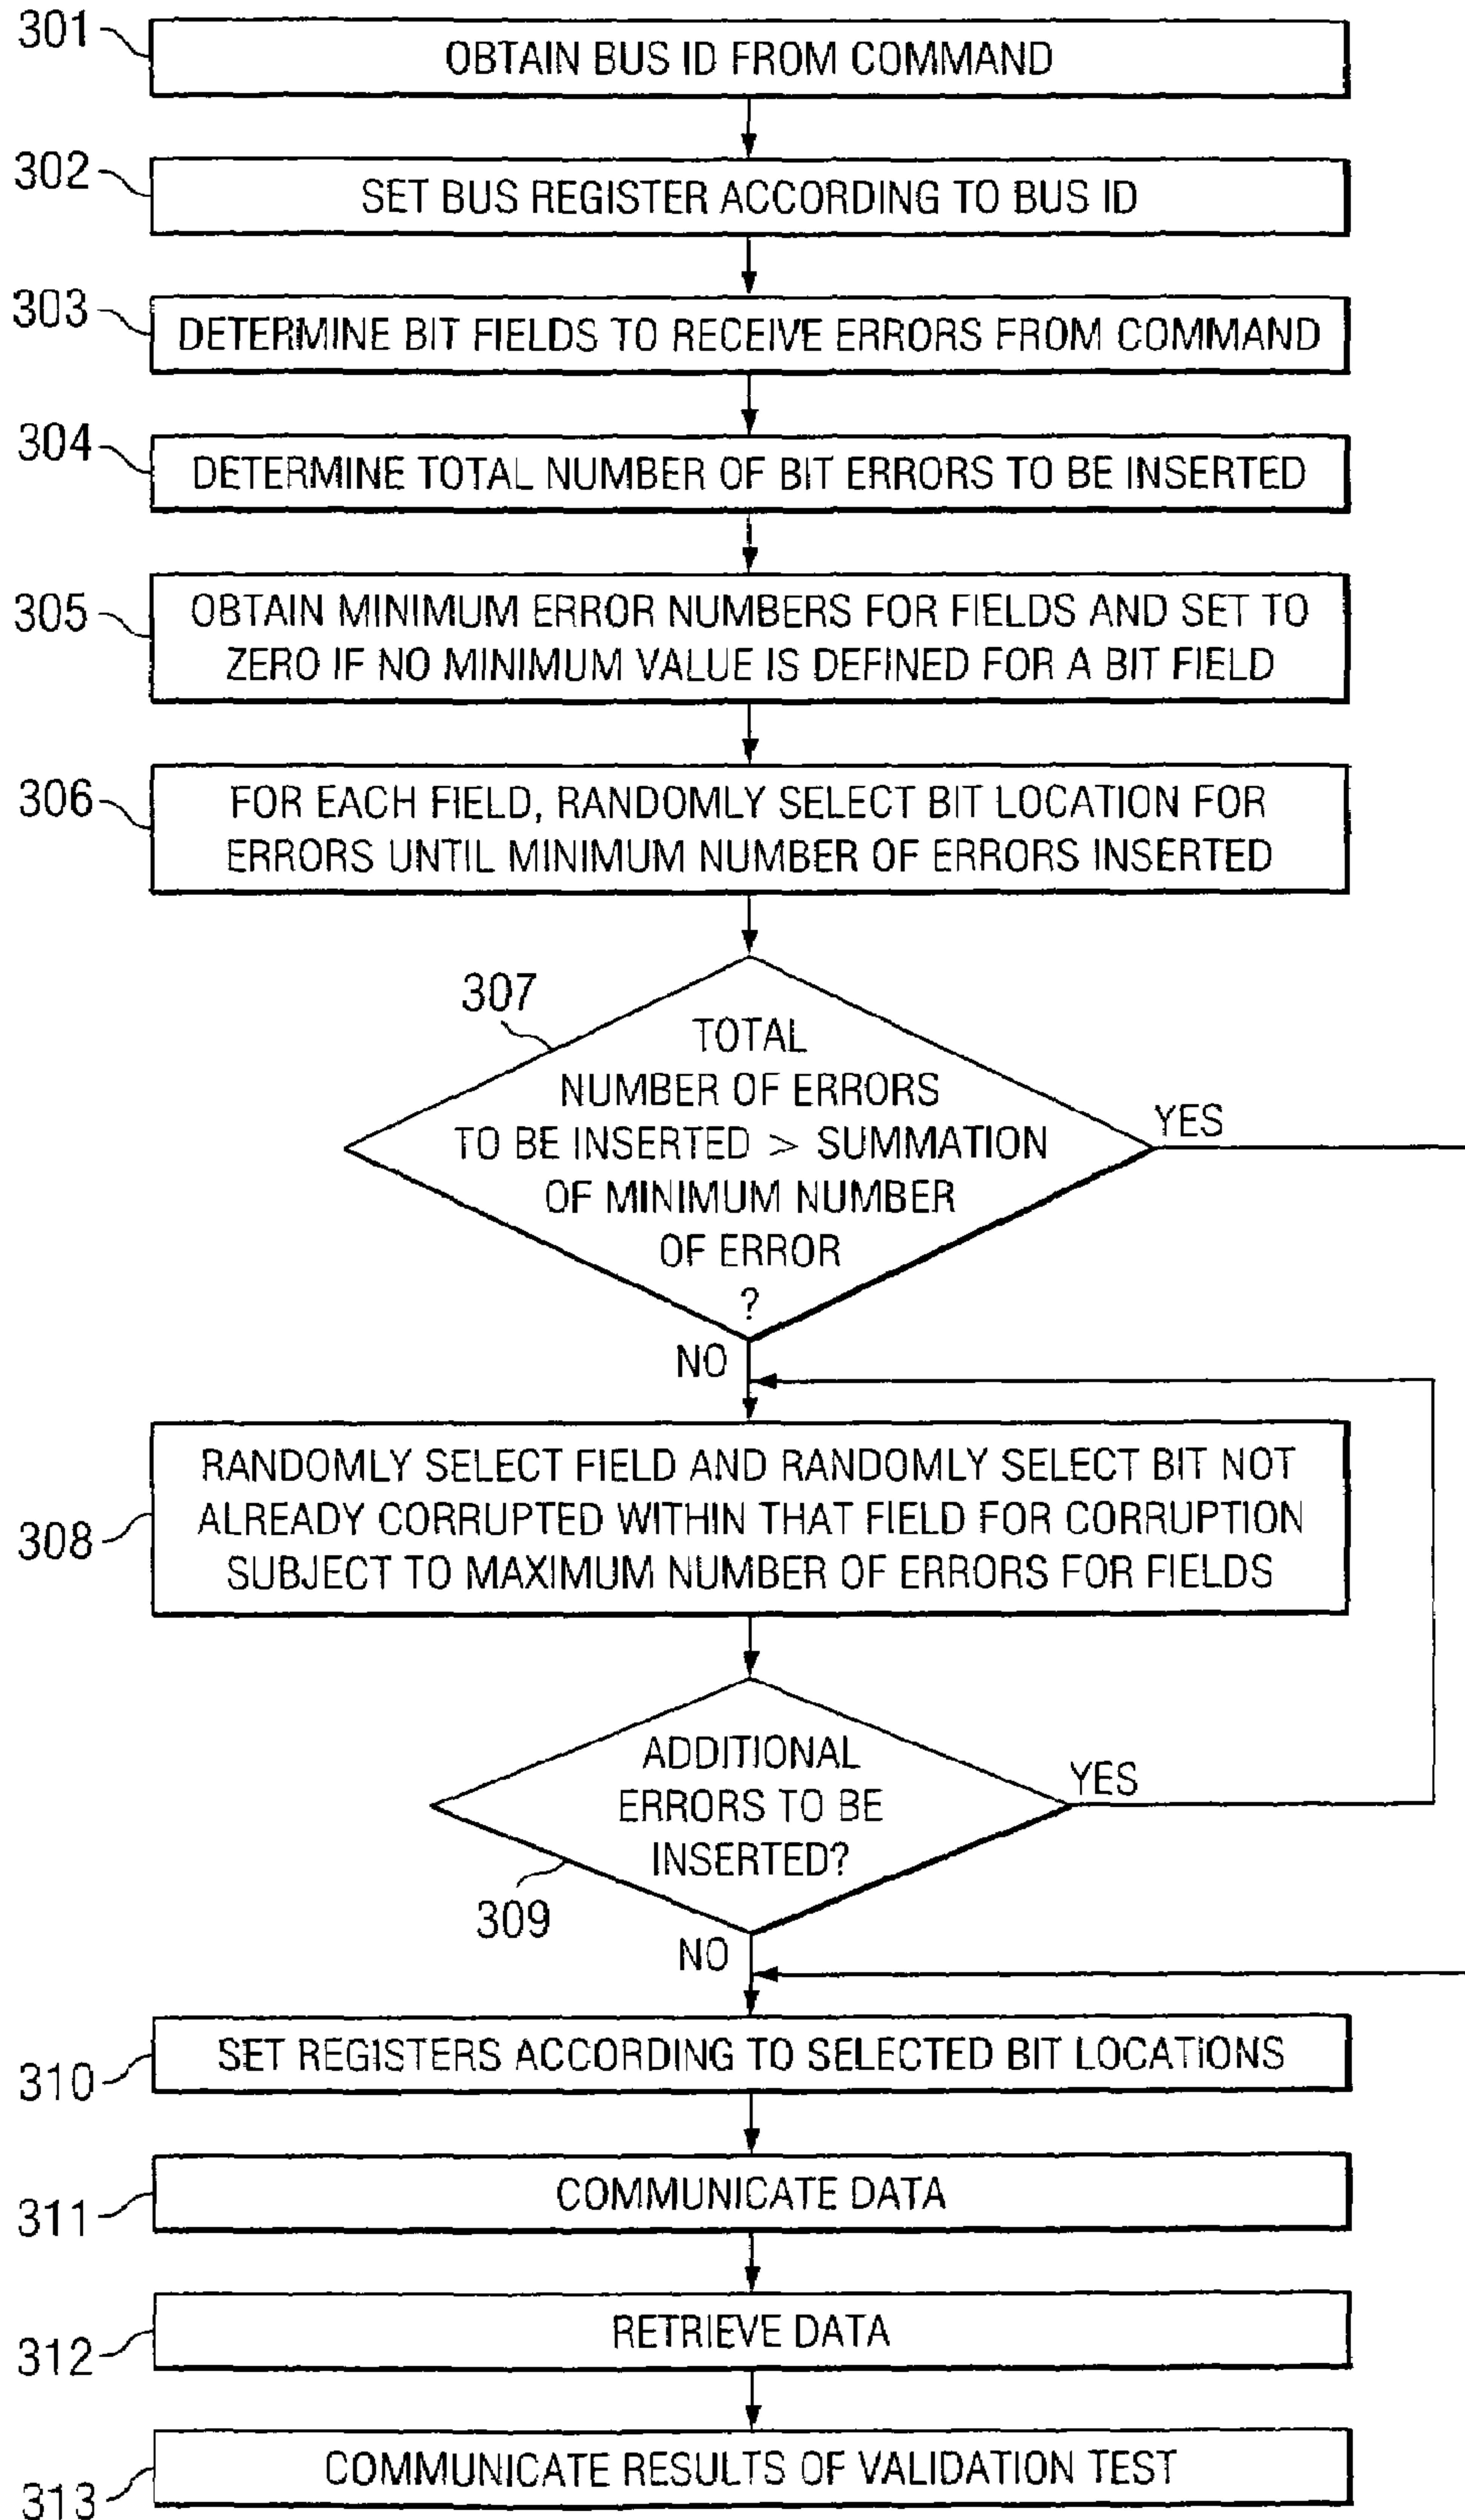 301
OBTAIN BUS ID FROM COMMAND
302
SET BUS REGISTER ACCORDING TO BUS ID
303
DETERMINE BIT FIELDS TO RECEIVE ERRORS FROM COMMAND
304
DETERMINE TOTAL NUMBER OF BIT ERRORS TO BE INSERTED
305
OBTAIN MINIMUM ERROR NUMBERS FOR FIELDS AND SET TO
ZERO IF NO MINIMUM VALUE IS DEFINED FOR A BIT FIELD
306
FOR EACH FIELD, RANDOMLY SELECT BIT LOCATION FOR
ERRORS UNTIL MINIMUM NUMBER OF ERRORS INSERTED
307
TOTAL
NUMBER OF ERRORS
TO BE INSERTED > SUMMATION
OF MINIMUM NUMBER
OF ERROR
?
YES
NO
308
RANDOMLY SELECT FIELD AND RANDOMLY SELECT BIT NOT
ALREADY CORRUPTED WITHIN THAT FIELD FOR CORRUPTION
SUBJECT TO MAXIMUM NUMBER OF ERRORS FOR FIELDS
ADDITIONAL
ERRORS TO BE
INSERTED?
YES
309
NO
310
SET REGISTERS ACCORDING TO SELECTED BIT LOCATIONS
311
COMMUNICATE DATA
312
RETRIEVE DATA
313
COMMUNICATE RESULTS OF VALIDATION TEST